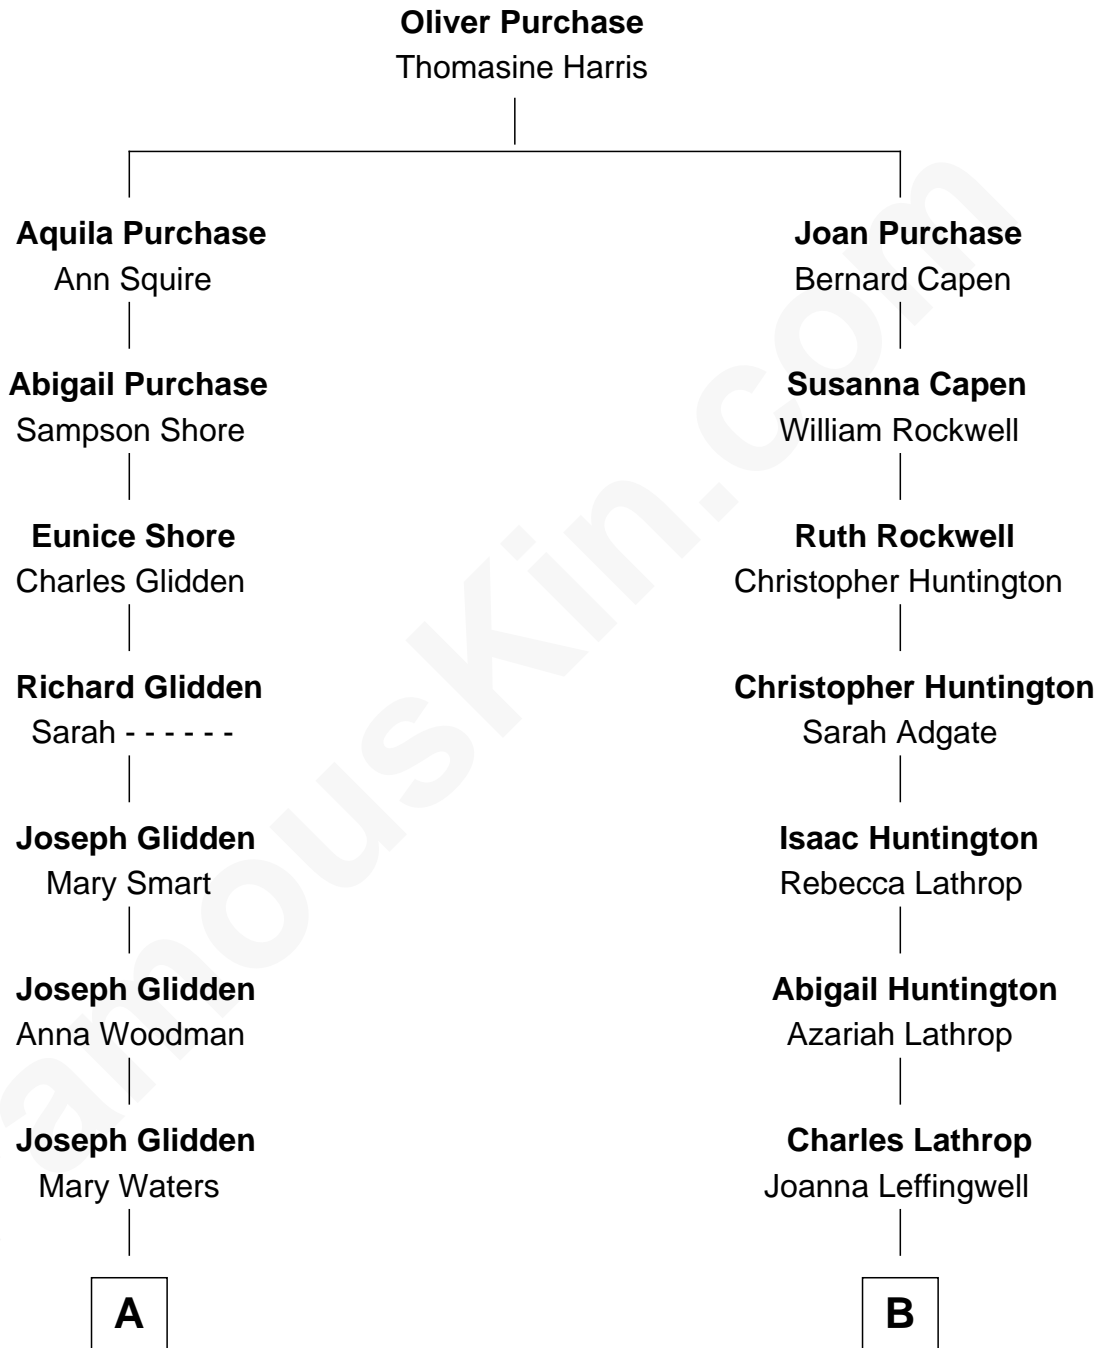 Oliver Purchase
Thomasine Harris
Aquila Purchase
Ann Squire
Abigail Purchase
Sampson Shore
Eunice Shore
Charles Glidden
Richard Glidden
Sarah - - - - - -
Joseph Glidden
Mary Smart
Joseph Glidden
Anna Woodman
Joseph Glidden
Mary Waters
A
Joan Purchase
Bernard Capen
Susanna Capen
William Rockwell
Ruth Rockwell
Christopher Huntington
Christopher Huntington
Sarah Adgate
Isaac Huntington
Rebecca Lathrop
Abigail Huntington
Azariah Lathrop
Charles Lathrop
Joanna Leffingwell
B
amousKin.com